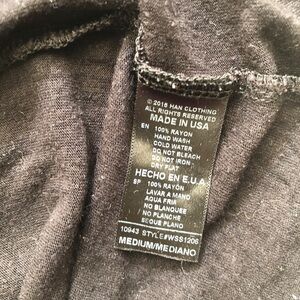 © 2016 HAN CLOTHING
ALL RIGHTS RESERVED
MADE IN USA
EN 100% RAYON
HAND WASH
COLD WATER
DO NOT BLEACH
DO NOT IRON
DRY FLAT
HECHO EN E.U.A.
SP 100% RAYON
LAVAR A MANO
AGUA FRIA
NO BLANQUEE
NO PLANCHE
SEQUE PLANO
10943 STYLE#WSS1206
MEDIUM/MEDIANO